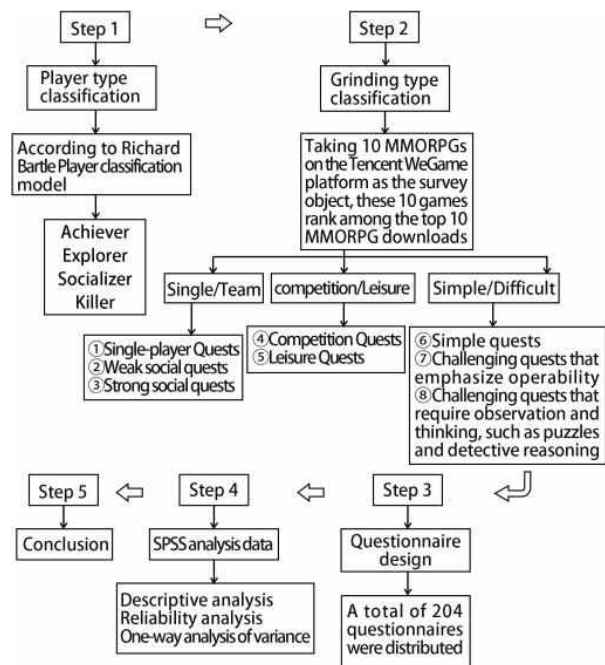 Step 1
Step 2
Player type
classification
Grinding type
classification
According to Richard
Bartle Player classification
model
Taking 10 MMORPGs
on the Tencent WeGame
platform as the survey
object, these 10 games
rank among the top 10
MMORPG downloads
Achiever
Explorer
Socializer
Killer
Single/Team
competition/Leisure
Simple/Difficult
①Single-player Quests
②Weak social quests
③Strong social quests
④Competition Quests
⑤Leisure Quests
⑥Simple quests
⑦Challenging quests that
emphasize operability
⑧Challenging quests that
require observation and
thinking, such as puzzles
and detective reasoning
Step 3
Questionnaire
design
A total of 204
questionnaires
were distributed
Step 4
SPSS analysis data
Descriptive analysis
Reliability analysis
One-way analysis of variance
Step 5
Conclusion